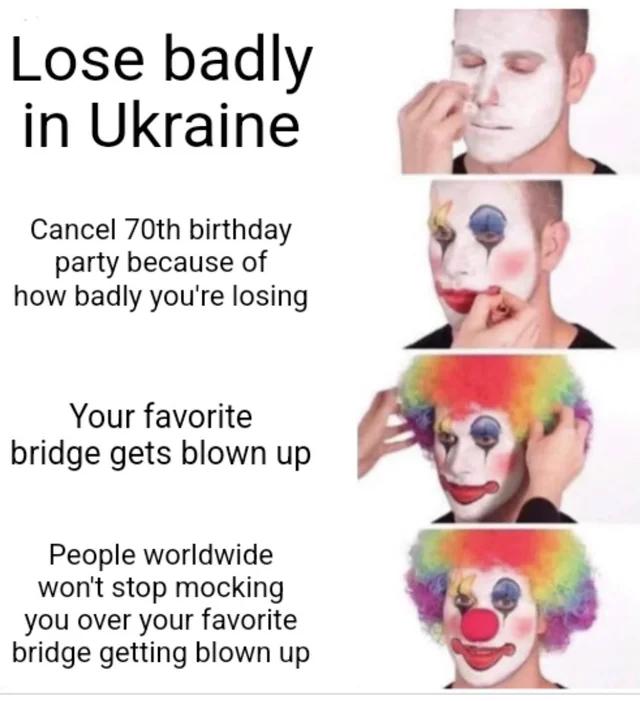 Lose badly
in Ukraine
Cancel 70th birthday
party because of
how badly you're losing
Your favorite
bridge gets blown up
People worldwide
won't stop mocking
you over your favorite
bridge getting blown up